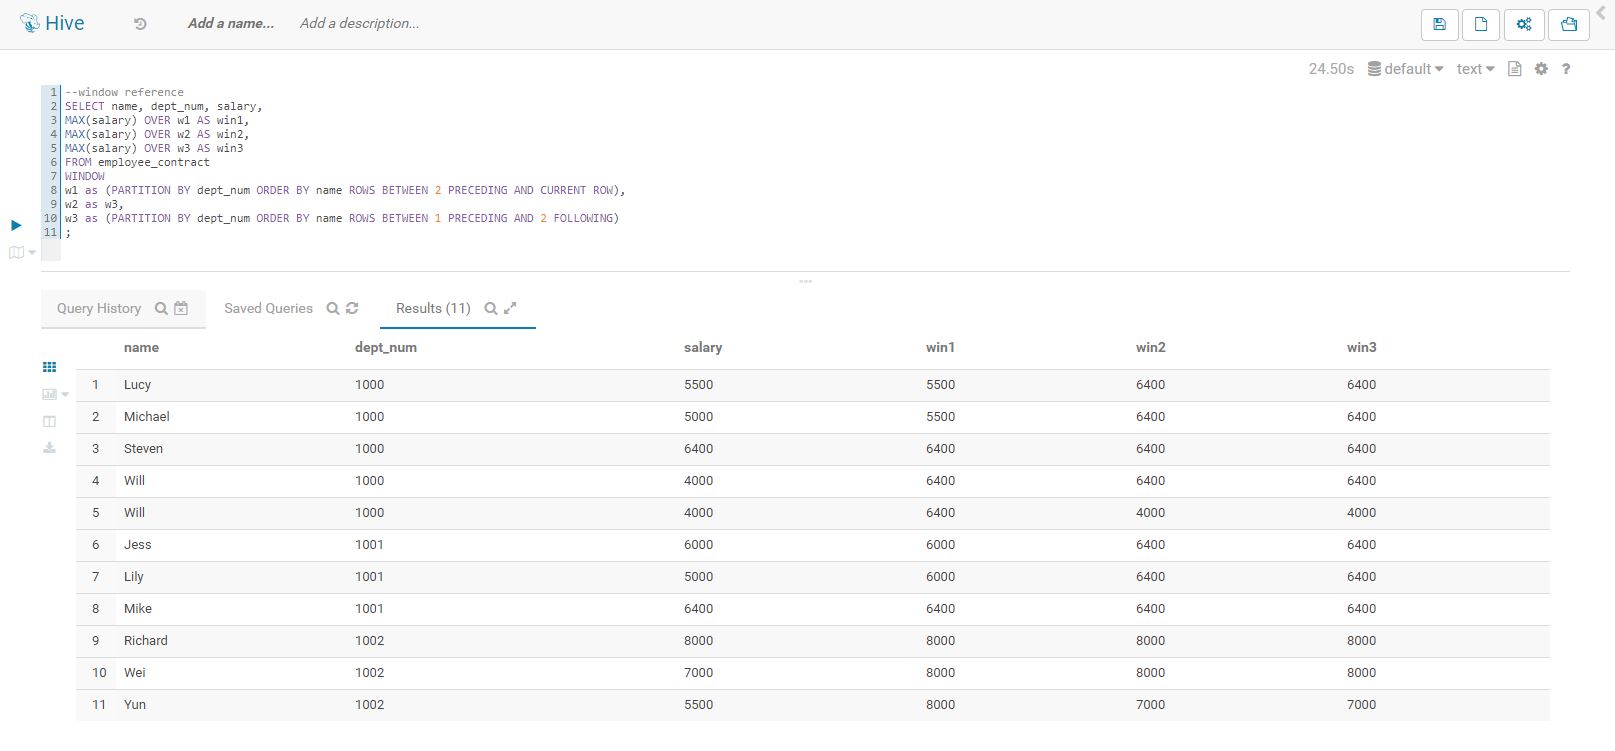 Hive Add a name... Add a description...
24.50s default text ?
1 --window reference
2 SELECT name, dept_num, salary,
3 MAX(salary) OVER w1 AS win1,
4 MAX(salary) OVER w2 AS win2,
5 MAX(salary) OVER w3 AS win3
6 FROM employee_contract
7 WINDOW
8 w1 as (PARTITION BY dept_num ORDER BY name ROWS BETWEEN 2 PRECEDING AND CURRENT ROW),
9 w2 as w3,
10 w3 as (PARTITION BY dept_num ORDER BY name ROWS BETWEEN 1 PRECEDING AND 2 FOLLOWING)
11 ;
Query History Saved Queries Results (11)
name dept_num salary win1 win2 win3
1 Lucy 1000 5500 5500 6400 6400
2 Michael 1000 5000 5500 6400 6400
3 Steven 1000 6400 6400 6400 6400
4 Will 1000 4000 6400 6400 6400
5 Will 1000 4000 6400 4000 4000
6 Jess 1001 6000 6000 6400 6400
7 Lily 1001 5000 6000 6400 6400
8 Mike 1001 6400 6400 6400 6400
9 Richard 1002 8000 8000 8000 8000
10 Wei 1002 7000 8000 8000 8000
11 Yun 1002 5500 8000 7000 7000